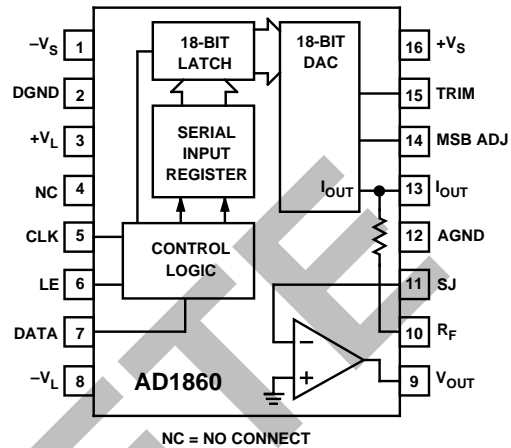 –VS 1
DGND 2
+VL 3
NC 4
CLK 5
LE 6
DATA 7
–VL 8
18-BIT
LATCH
SERIAL
INPUT
REGISTER
CONTROL
LOGIC
18-BIT
DAC
IOUT
–
+
AD1860
16 +VS
15 TRIM
14 MSB ADJ
13 IOUT
12 AGND
11 SJ
10 RF
9 VOUT
NC = NO CONNECT